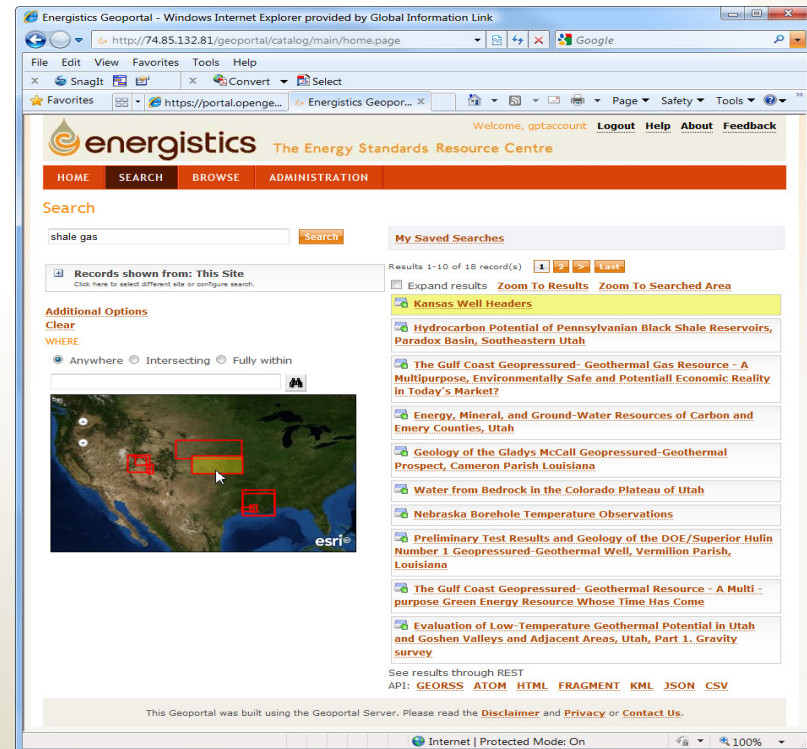 Energistics Geoportal - Windows Internet Explorer provided by Global Information Link
http://74.85.132.81/geoportal/catalog/main/home.page
Google
File Edit View Favorites Tools Help
x SnagIt x Convert Select
Favorites https://portal.openge... Energistics Geopor... X Page Safety Tools »
Welcome, gptaccount Logout Help About Feedback
energistics The Energy Standards Resource Centre
HOME SEARCH BROWSE ADMINISTRATION
Search
shale gas Search
My Saved Searches
Records shown from: This Site
Click here to select different site or configure search.
Additional Options
Clear
WHERE
Anywhere Intersecting Fully within
esri
Results 1-10 of 18 record(s) 1 2 > Last
Expand results Zoom To Results Zoom To Searched Area
Kansas Well Headers
Hydrocarbon Potential of Pennsylvanian Black Shale Reservoirs,
Paradox Basin, Southeastern Utah
The Gulf Coast Geopressured- Geothermal Gas Resource - A
Multipurpose, Environmentally Safe and Potentiall Economic Reality
in Today's Market?
Energy, Mineral, and Ground-Water Resources of Carbon and
Emery Counties, Utah
Geology of the Gladys McCall Geopressured-Geothermal
Prospect, Cameron Parish Louisiana
Water from Bedrock in the Colorado Plateau of Utah
Nebraska Borehole Temperature Observations
Preliminary Test Results and Geology of the DOE/Superior Hulin
Number 1 Geopressured-Geothermal Well, Vermilion Parish,
Louisiana
The Gulf Coast Geopressured- Geothermal Resource - A Multi -
purpose Green Energy Resource Whose Time Has Come
Evaluation of Low-Temperature Geothermal Potential in Utah
and Goshen Valleys and Adjacent Areas, Utah, Part 1. Gravity
survey
See results through REST
API: GEORSS ATOM HTML FRAGMENT KML JSON CSV
This Geoportal was built using the Geoportal Server. Please read the Disclaimer and Privacy or Contact Us.
Internet | Protected Mode: On 100%